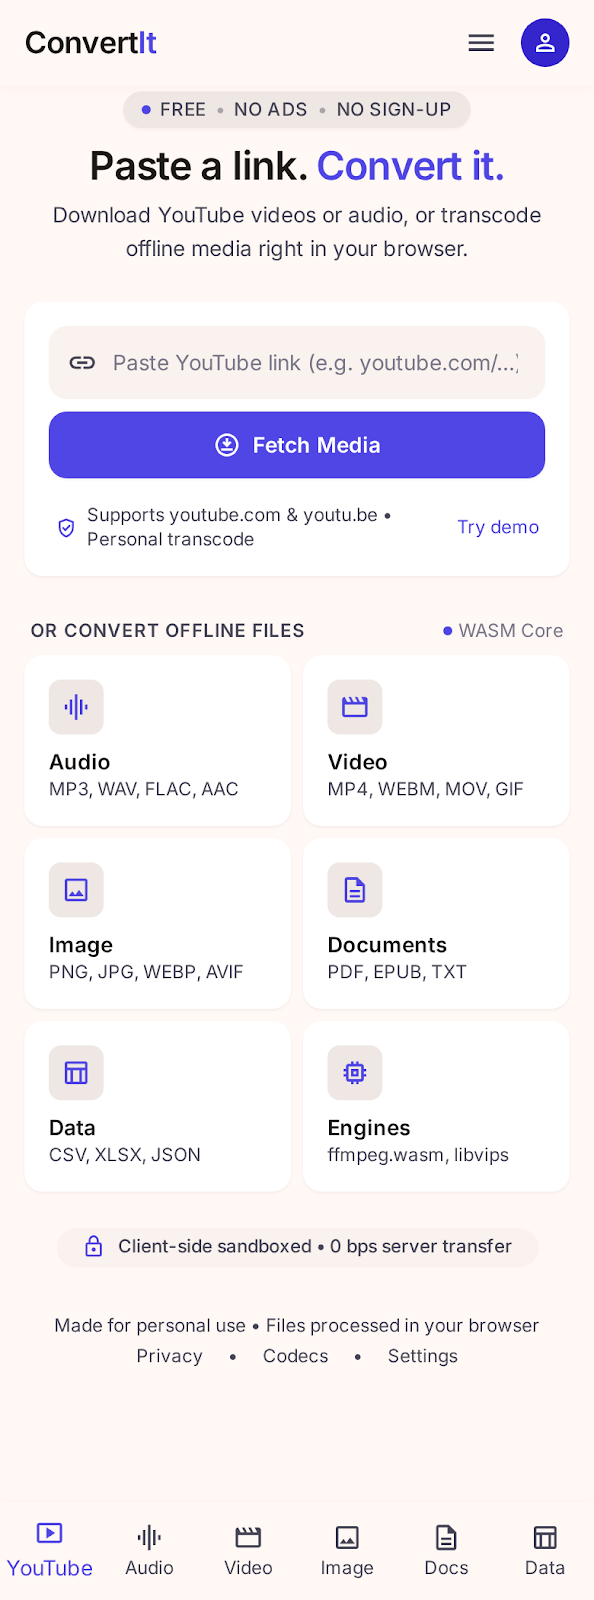 ConvertIt
FREE • NO ADS • NO SIGN-UP
Paste a link. Convert it.
Download YouTube videos or audio, or transcode
offline media right in your browser.
Paste YouTube link (e.g. youtube.com/...)
Fetch Media
Supports youtube.com & youtu.be •
Personal transcode
Try demo
OR CONVERT OFFLINE FILES
WASM Core
Audio
MP3, WAV, FLAC, AAC
Video
MP4, WEBM, MOV, GIF
Image
PNG, JPG, WEBP, AVIF
Documents
PDF, EPUB, TXT
Data
CSV, XLSX, JSON
Engines
ffmpeg.wasm, libvips
Client-side sandboxed • 0 bps server transfer
Made for personal use • Files processed in your browser
Privacy • Codecs • Settings
YouTube
Audio
Video
Image
Docs
Data